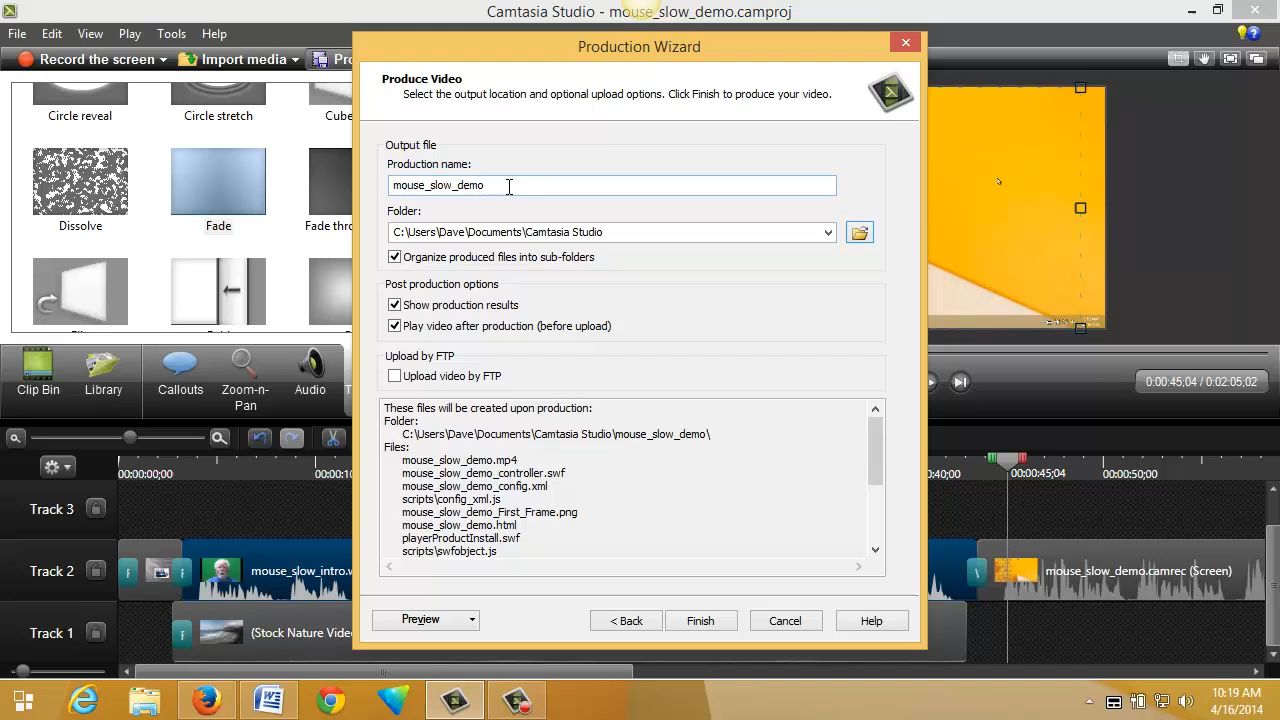 Camtasia Studio - mouse_slow_demo.camproj
File Edit View Play Tools Help
Record the screen Import media
Production Wizard
Produce Video
Select the output location and optional upload options. Click Finish to produce your video.
Circle reveal Circle stretch
Dissolve Fade
Output file
Production name:
mouse_slow_demo
Folder:
C:\Users\Dave\Documents\Camtasia Studio
Organize produced files into sub-folders
Post production options
Show production results
Play video after production (before upload)
Upload by FTP
Upload video by FTP
These files will be created upon production:
Folder:
C:\Users\Dave\Documents\Camtasia Studio\mouse_slow_demo\
Files:
mouse_slow_demo.mp4
mouse_slow_demo_controller.swf
mouse_slow_demo_config.xml
scripts\config_xml.js
mouse_slow_demo_First_Frame.png
mouse_slow_demo.html
playerProductInstall.swf
scripts\swfobject.js
Preview < Back Finish Cancel Help
Clip Bin Library Callouts Zoom-n-Pan Audio
0:00:45;04 / 0:02:05;02
00:00:00;00 00:00:10 0:00:45;04 00:00:50;00
Track 3
Track 2 mouse_slow_intro mouse_slow_demo.camrec (Screen)
Track 1 (Stock Nature Vide
10:19 AM
4/16/2014